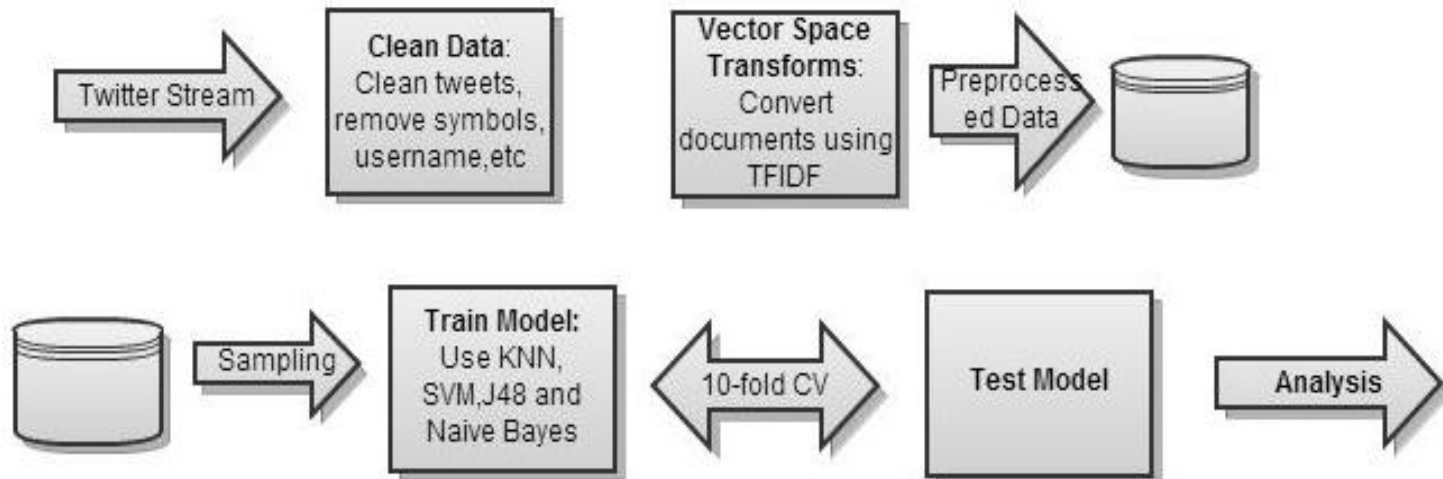 Twitter Stream
Clean Data:
Clean tweets,
remove symbols,
username,etc
Vector Space
Transforms:
Convert
documents using
TFIDF
Preprocess
ed Data
Sampling
Train Model:
Use KNN,
SVM,J48 and
Naive Bayes
10-fold CV
Test Model
Analysis